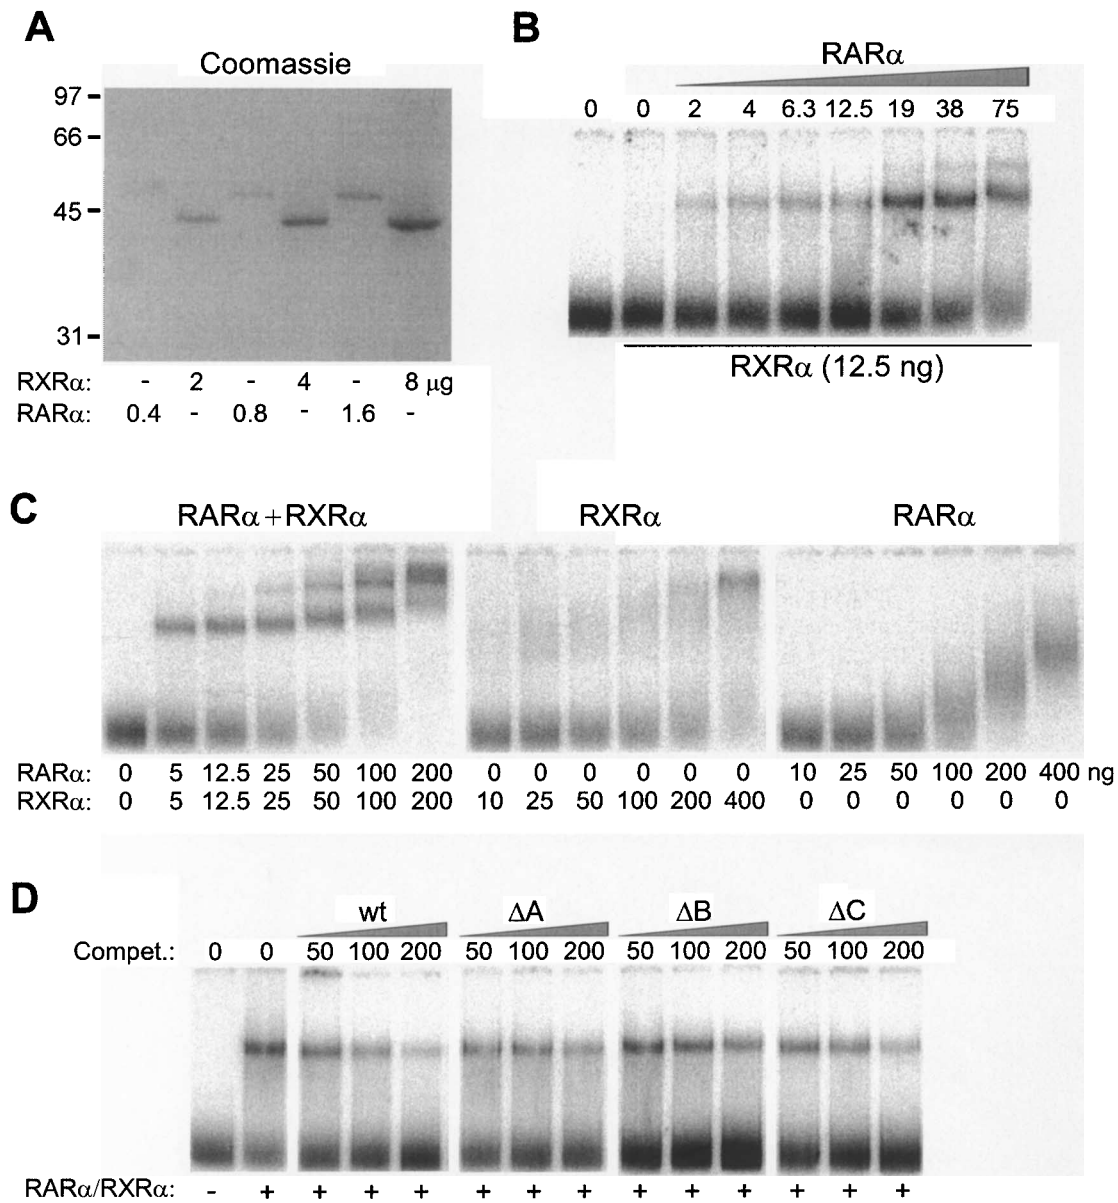 A
Coomassie
97
66
45
31
RXRα: - 2 - 4 - 8 μg
RARα: 0.4 - 0.8 - 1.6 -
B
RARα
0 0 2 4 6.3 12.5 19 38 75
RXRα (12.5 ng)
C
RARα+RXRα RXRα RARα
RARα: 0 5 12.5 25 50 100 200 0 0 0 0 0 0 10 25 50 100 200 400 ng
RXRα: 0 5 12.5 25 50 100 200 10 25 50 100 200 400 0 0 0 0 0 0
D
wt ΔA ΔB ΔC
Compet.: 0 0 50 100 200 50 100 200 50 100 200 50 100 200
RARα/RXRα: - + + + + + + + + + + + + +